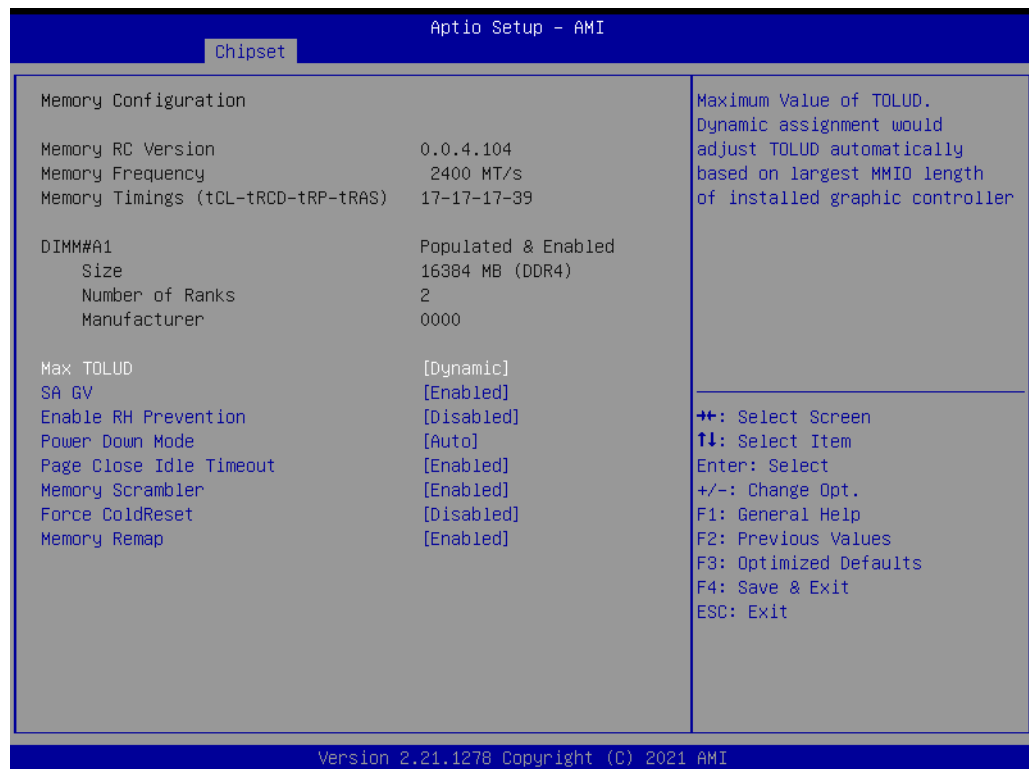 Aptio Setup – AMI
Chipset
Memory Configuration
Memory RC Version 0.0.4.104
Memory Frequency 2400 MT/s
Memory Timings (tCL-tRCD-tRP-tRAS) 17-17-17-39
DIMM#A1 Populated & Enabled
Size 16384 MB (DDR4)
Number of Ranks 2
Manufacturer 0000
Max TOLUD [Dynamic]
SA GV [Enabled]
Enable RH Prevention [Disabled]
Power Down Mode [Auto]
Page Close Idle Timeout [Enabled]
Memory Scrambler [Enabled]
Force ColdReset [Disabled]
Memory Remap [Enabled]
Maximum Value of TOLUD.
Dynamic assignment would
adjust TOLUD automatically
based on largest MMIO length
of installed graphic controller
→←: Select Screen
↑↓: Select Item
Enter: Select
+/-: Change Opt.
F1: General Help
F2: Previous Values
F3: Optimized Defaults
F4: Save & Exit
ESC: Exit
Version 2.21.1278 Copyright (C) 2021 AMI